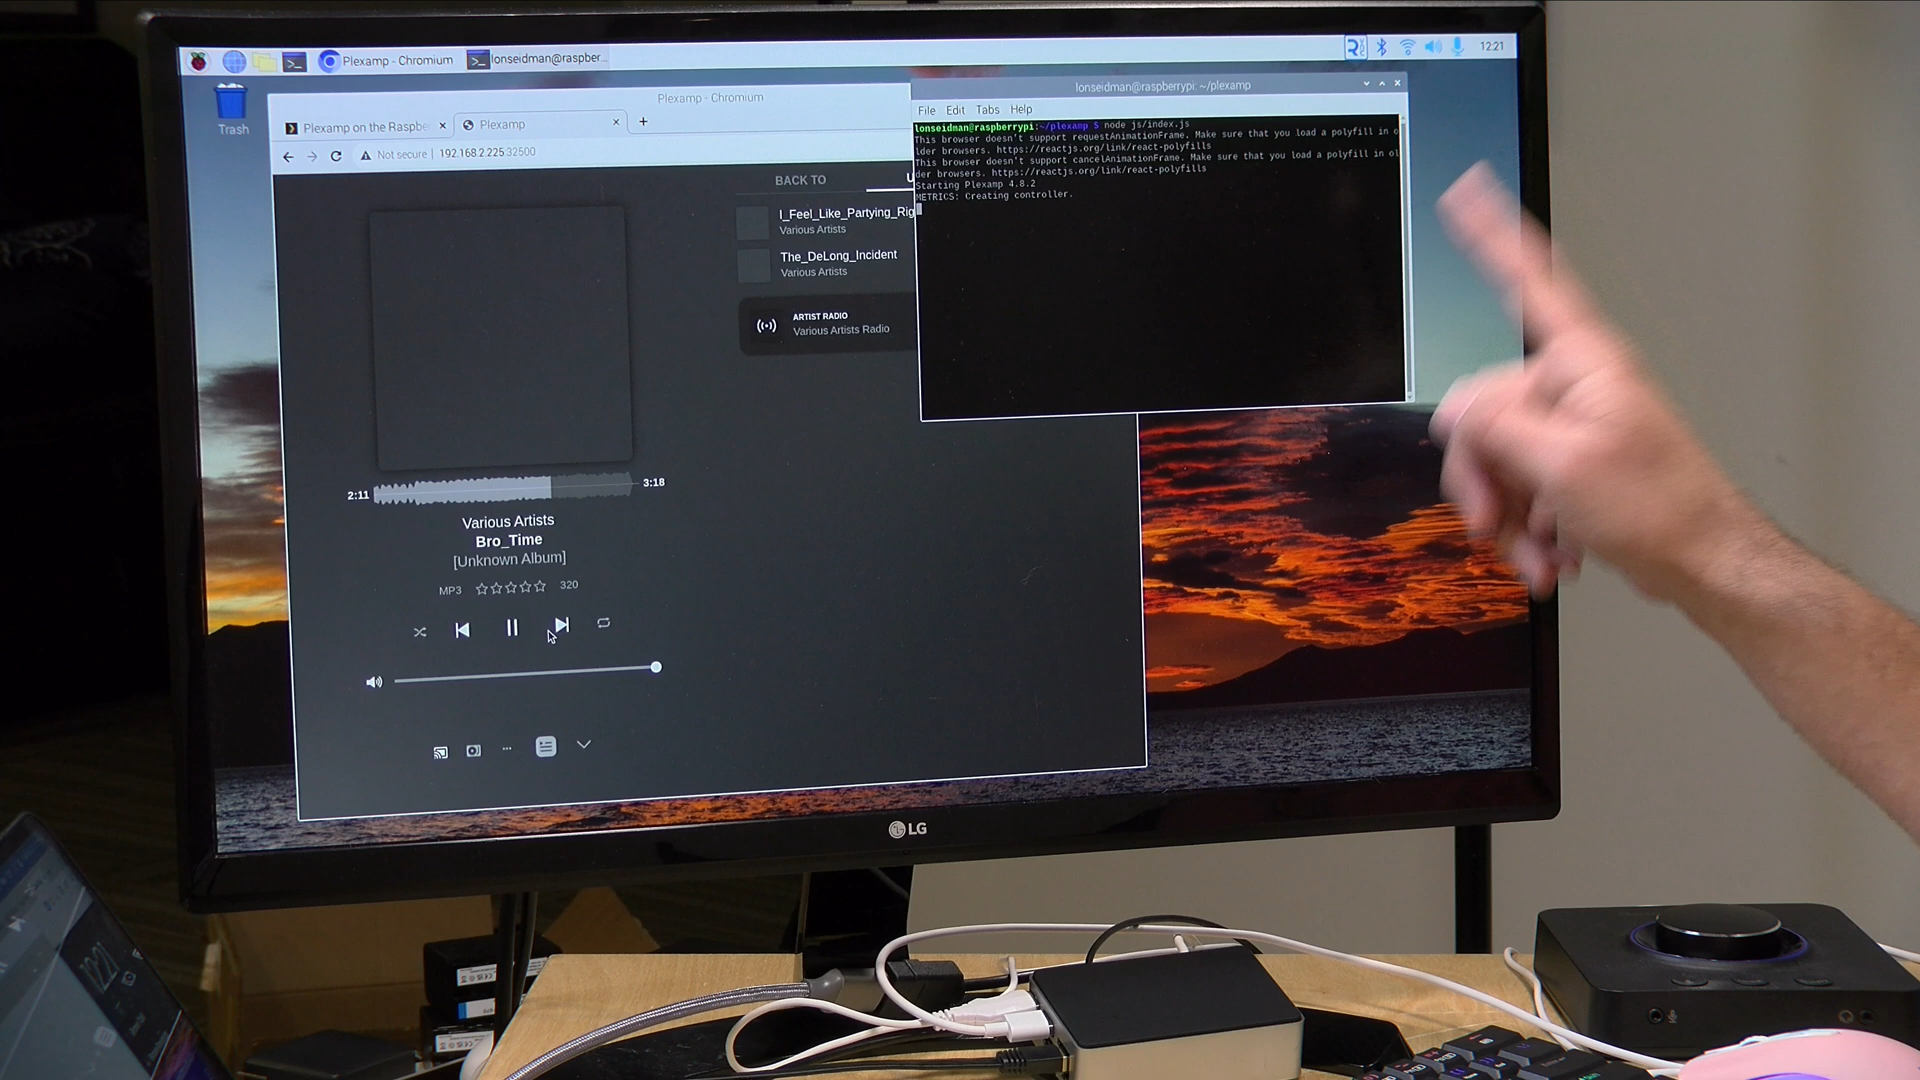 Plexamp - Chromium
lonseidman@raspber...
12:21
Trash
Plexamp - Chromium
Plexamp on the Raspbe
Plexamp
Not secure | 192.168.2.225:32500
BACK TO
U
I_Feel_Like_Partying_Rig
Various Artists
The_DeLong_Incident
Various Artists
ARTIST RADIO
Various Artists Radio
2:11
3:18
Various Artists
Bro_Time
[Unknown Album]
MP3
320
lonseidman@raspberrypi: ~/plexamp
File Edit Tabs Help
lonseidman@raspberrypi:~/plexamp $ node js/index.js
This browser doesn't support requestAnimationFrame. Make sure that you load a polyfill in o
lder browsers. https://reactjs.org/link/react-polyfills
This browser doesn't support cancelAnimationFrame. Make sure that you load a polyfill in ol
der browsers. https://reactjs.org/link/react-polyfills
Starting Plexamp 4.8.2
METRICS: Creating controller.
LG